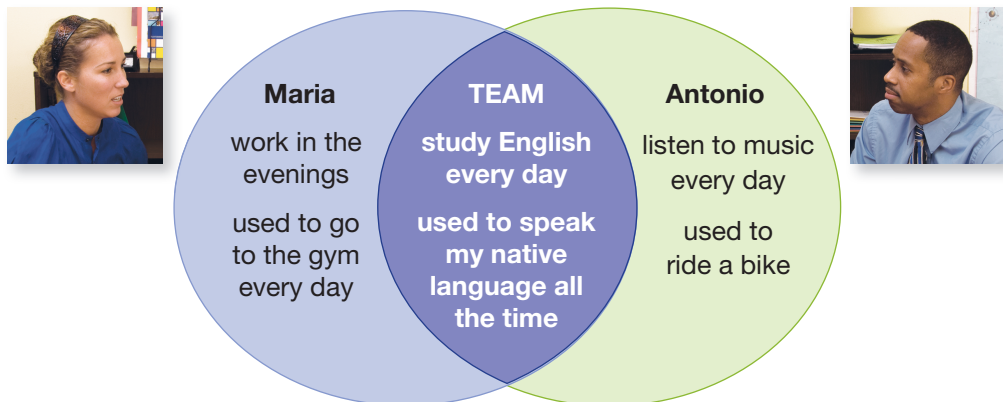 Maria
work in the
evenings
used to go
to the gym
every day
TEAM
study English
every day
used to speak
my native
language all
the time
Antonio
listen to music
every day
used to
ride a bike